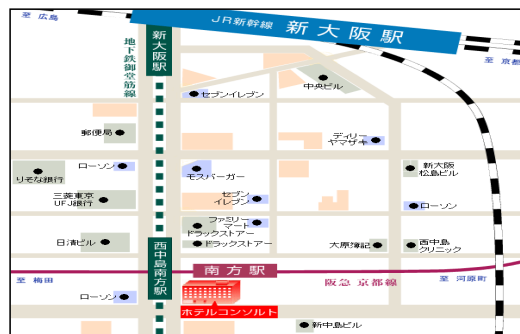 至 広島
JR新幹線 新大阪駅
至 京都
新大阪駅
地下鉄御堂筋線
セブンイレブン
中央ビル
郵便局
デイリー
ヤマザキ
ローソン
りそな銀行
モスバーガー
新大阪
松島ビル
三菱東京
UFJ銀行
セブン
イレブン
ローソン
ファミリー
マート
ドラックストアー
日清ビル
ドラックストアー
大原簿記
西中島
クリニック
西中島南方駅
南方駅
至 梅田
阪急 京都線
至 河原町
ローソン
ホテルコンソルト
新中島ビル